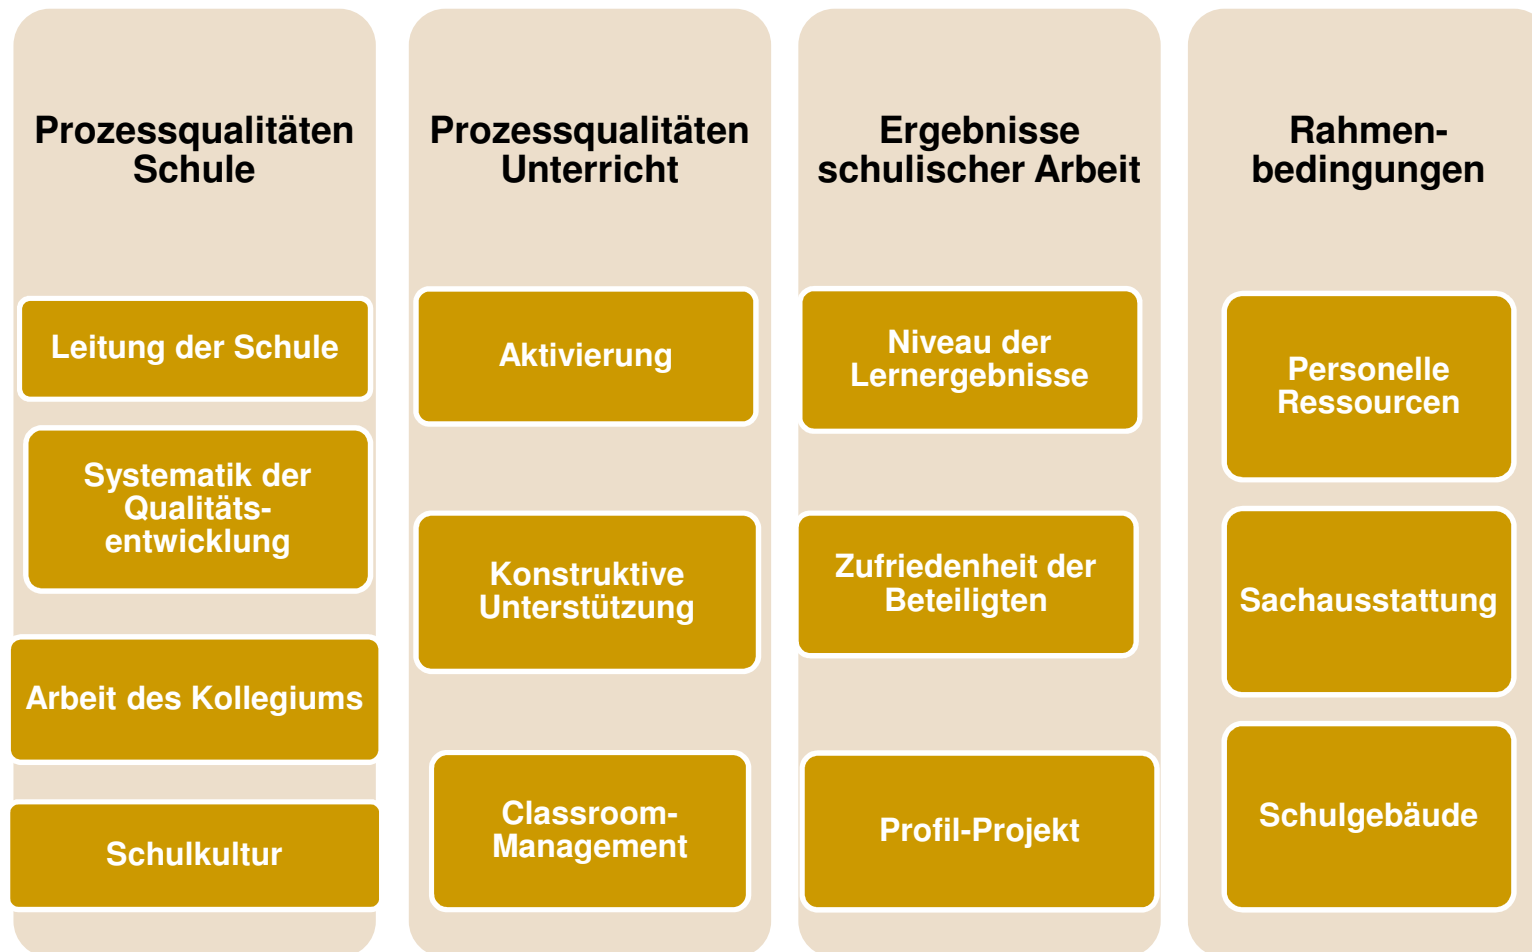 Prozessqualitäten
Schule
Leitung der Schule
Systematik der
Qualitäts-
entwicklung
Arbeit des Kollegiums
Schulkultur
Prozessqualitäten
Unterricht
Aktivierung
Konstruktive
Unterstützung
Classroom-
Management
Ergebnisse
schulischer Arbeit
Niveau der
Lernergebnisse
Zufriedenheit der
Beteiligten
Profil-Projekt
Rahmen-
bedingungen
Personelle
Ressourcen
Sachausstattung
Schulgebäude